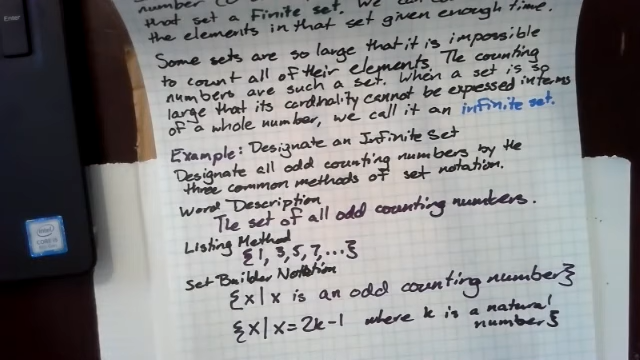 number
that set a finite set. We can
the elements in that set given enough time.
Some sets are so large that it is impossible
to count all of their elements. The counting
numbers are such a set. When a set is so
large that its cardinality cannot be expressed in terms
of a whole number, we call it an infinite set.
Example: Designate an Infinite Set
Designate all odd counting numbers by the
three common methods of set notation.
Word Description
The set of all odd counting numbers.
Listing Method
{1, 3, 5, 7, ...}
Set Builder Notation
{x | x is an odd counting number}
{x | x = 2k-1 where k is a natural
number}
Enter
intel
CORE i5